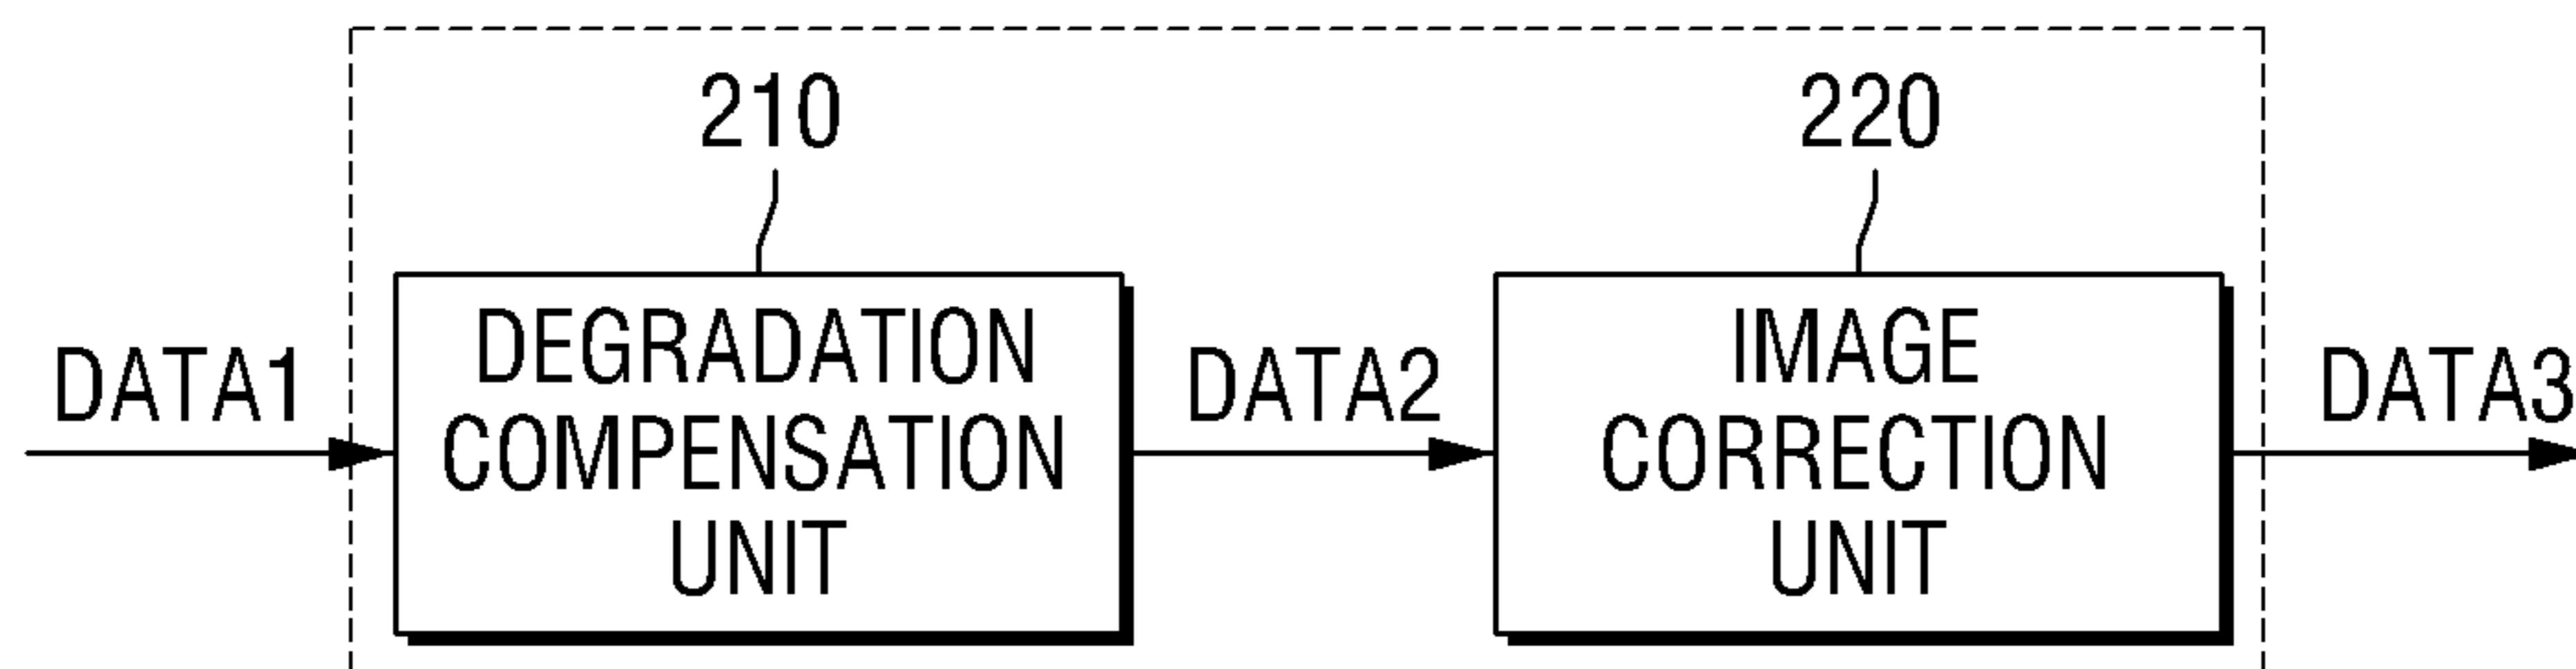 210
220
DATA1
DEGRADATION
COMPENSATION
UNIT
DATA2
IMAGE
CORRECTION
UNIT
DATA3